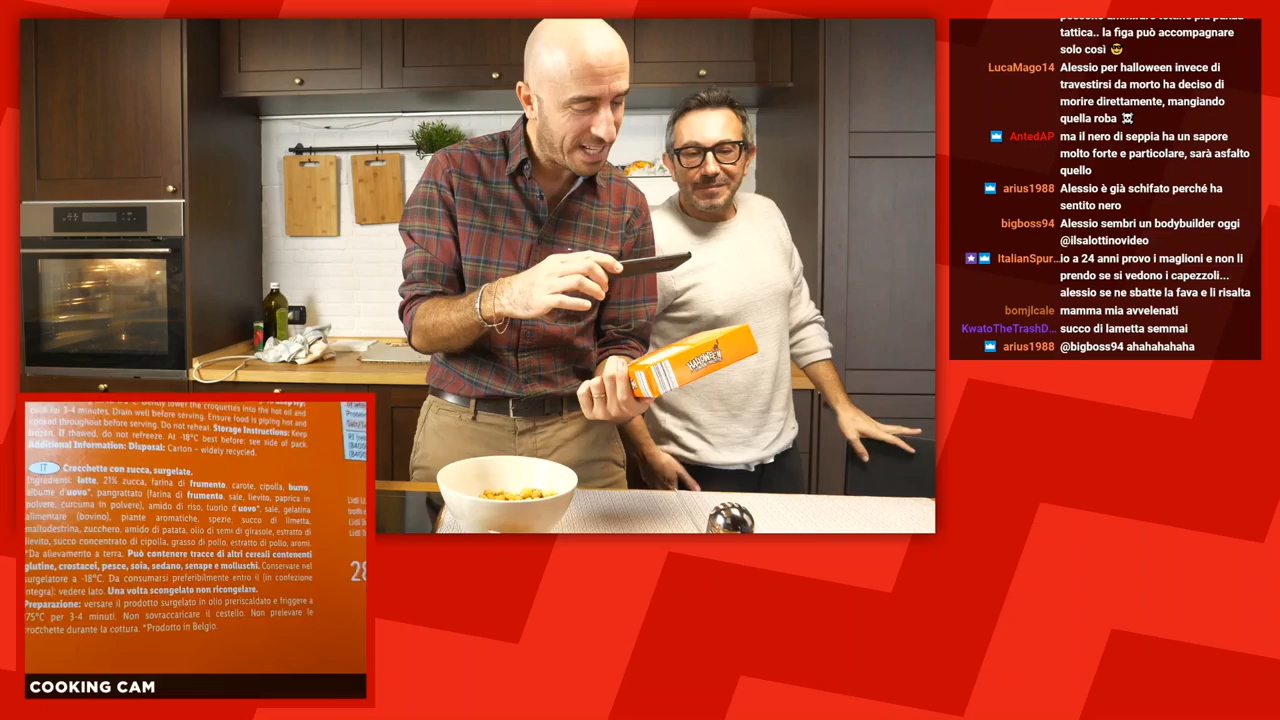 tattica.. la figa può accompagnare
solo così 😎
LucaMago14 Alessio per halloween invece di
travestirsi da morto ha deciso di
morire direttamente, mangiando
quella roba ☠️
AntedAP ma il nero di seppia ha un sapore
molto forte e particolare, sarà asfalto
quello
arius1988 Alessio è già schifato perché ha
sentito nero
bigboss94 Alessio sembri un bodybuilder oggi
@ilsalottinovideo
ItalianSpur... io a 24 anni provo i maglioni e non li
prendo se si vedono i capezzoli...
alessio se ne sbatte la fava e li risalta
bomjlcale mamma mia avvelenati
KwatoTheTrashD... succo di lametta semmai
arius1988 @bigboss94 ahahahahaha
HALLOWEEN
cook for 3-4 minutes. Drain well before serving. Ensure food is piping hot and
cooked throughout before serving. Do not reheat. Storage Instructions: Keep
frozen. If thawed, do not refreeze. At -18°C best before: see side of pack.
Additional Information: Disposal: Carton – widely recycled.
IT Crocchette con zucca, surgelate.
Ingredienti: latte, 21% zucca, farina di frumento, carote, cipolla, burro,
albume d'uovo*, pangrattato (farina di frumento, sale, lievito, paprica in
polvere, curcuma in polvere), amido di riso, tuorlo d'uovo*, sale, gelatina
alimentare (bovino), piante aromatiche, spezie, succo di limetta,
maltodestrina, zucchero, amido di patata, olio di semi di girasole, estratto di
lievito, succo concentrato di cipolla, grasso di pollo, estratto di pollo, aromi.
*Da allevamento a terra. Può contenere tracce di altri cereali contenenti
glutine, crostacei, pesce, soia, sedano, senape e molluschi. Conservare nel
surgelatore a -18°C. Da consumarsi preferibilmente entro il (in confezione
integra): vedere lato. Una volta scongelato non ricongelare.
Preparazione: versare il prodotto surgelato in olio preriscaldato e friggere a
175°C per 3-4 minuti. Non sovraccaricare il cestello. Non prelevare le
crocchette durante la cottura. *Prodotto in Belgio.
28
COOKING CAM